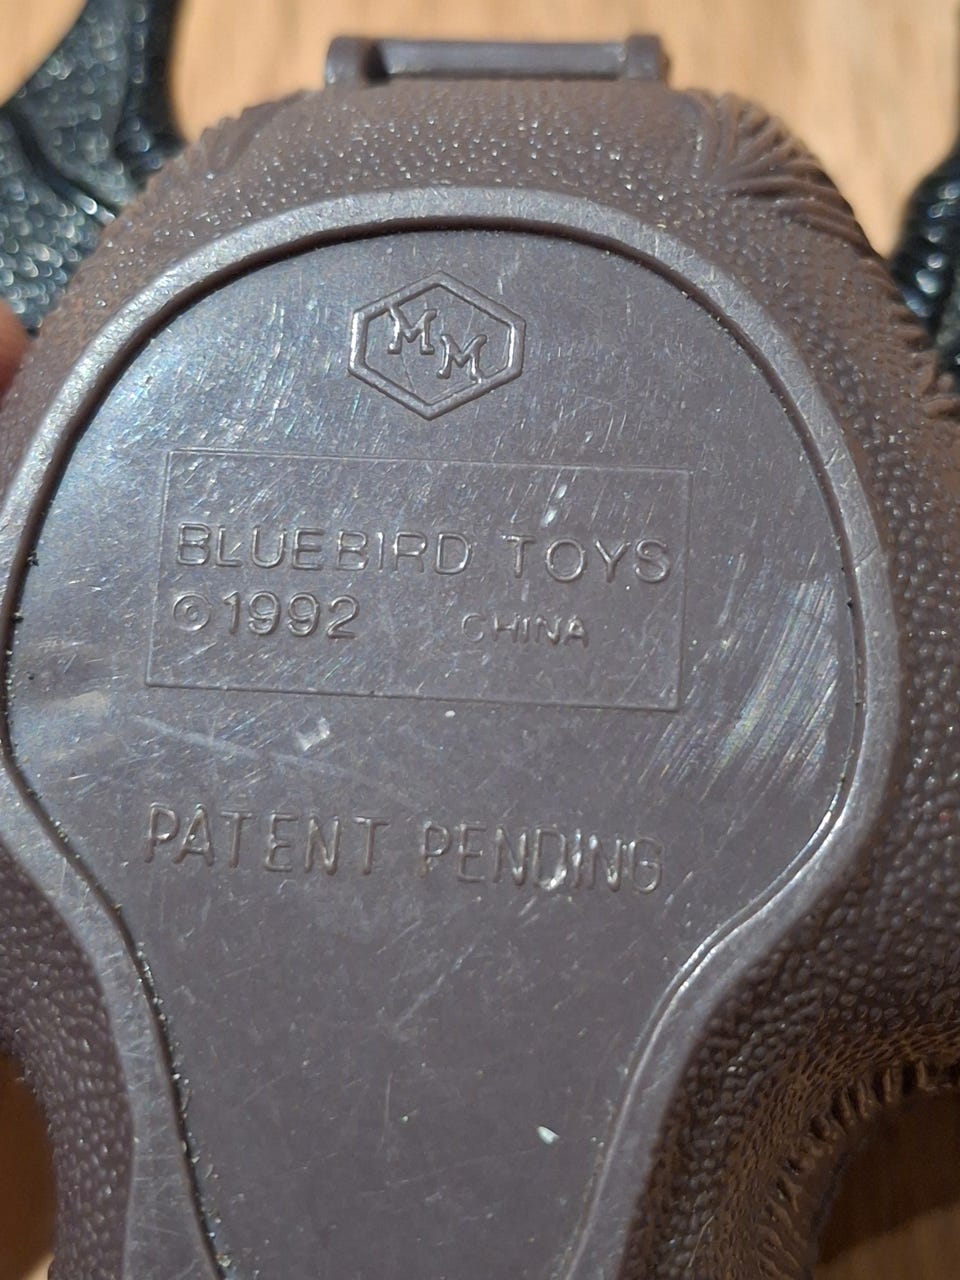 MM
BLUEBIRD TOYS
©1992 CHINA
PATENT PENDING